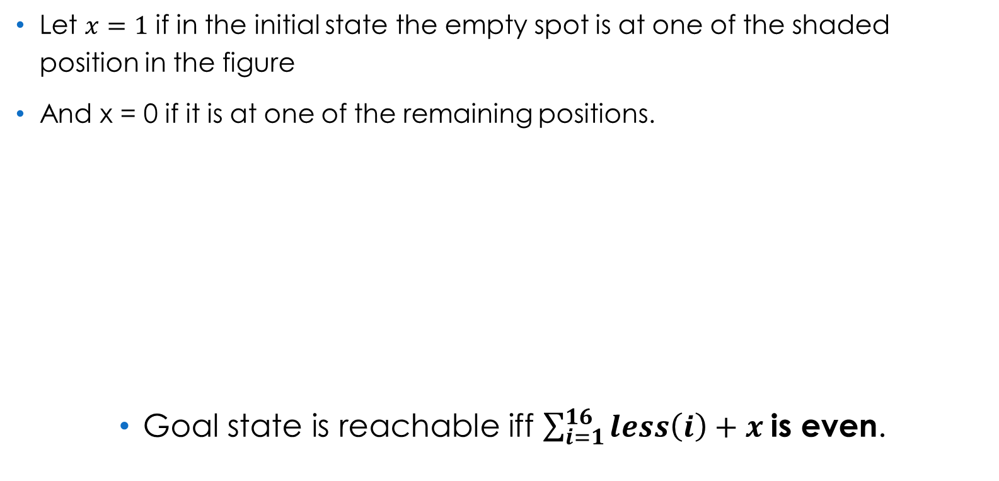 • Let 𝑥 = 1 if in the initial state the empty spot is at one of the shaded
position in the figure
• And x = 0 if it is at one of the remaining positions.
• Goal state is reachable iff ∑_{i=1}^{16} less(i) + x is even.